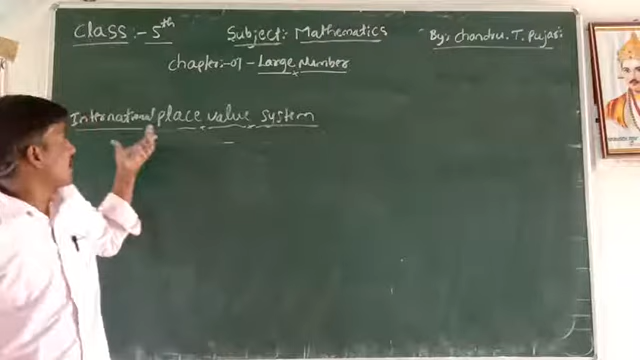 Class :- 5th Subject:- Mathematics By: Chandru. T. Pujari
chapter:-01 - Large Number
International place value system